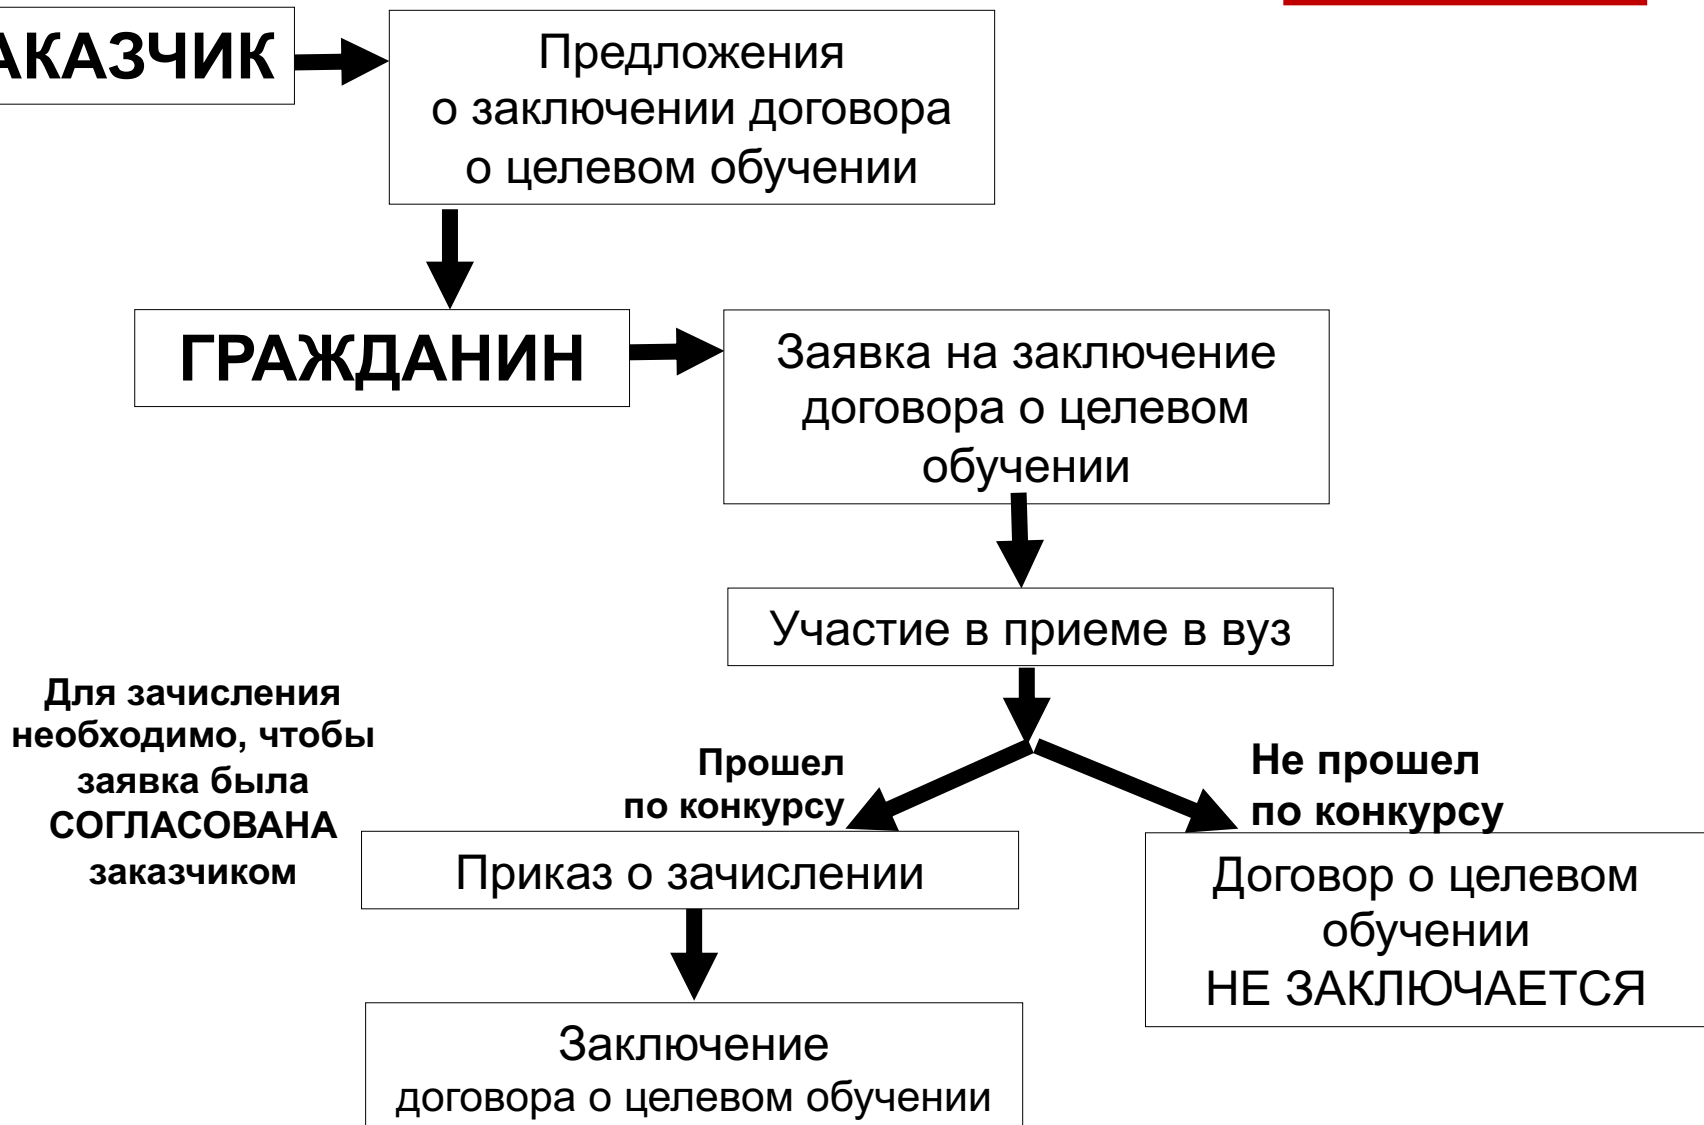 АКАЗЧИК
Предложения
о заключении договора
о целевом обучении
ГРАЖДАНИН
Заявка на заключение
договора о целевом
обучении
Участие в приеме в вуз
Для зачисления
необходимо, чтобы
заявка была
СОГЛАСОВАНА
заказчиком
Прошел
по конкурсу
Не прошел
по конкурсу
Приказ о зачислении
Договор о целевом
обучении
НЕ ЗАКЛЮЧАЕТСЯ
Заключение
договора о целевом обучении